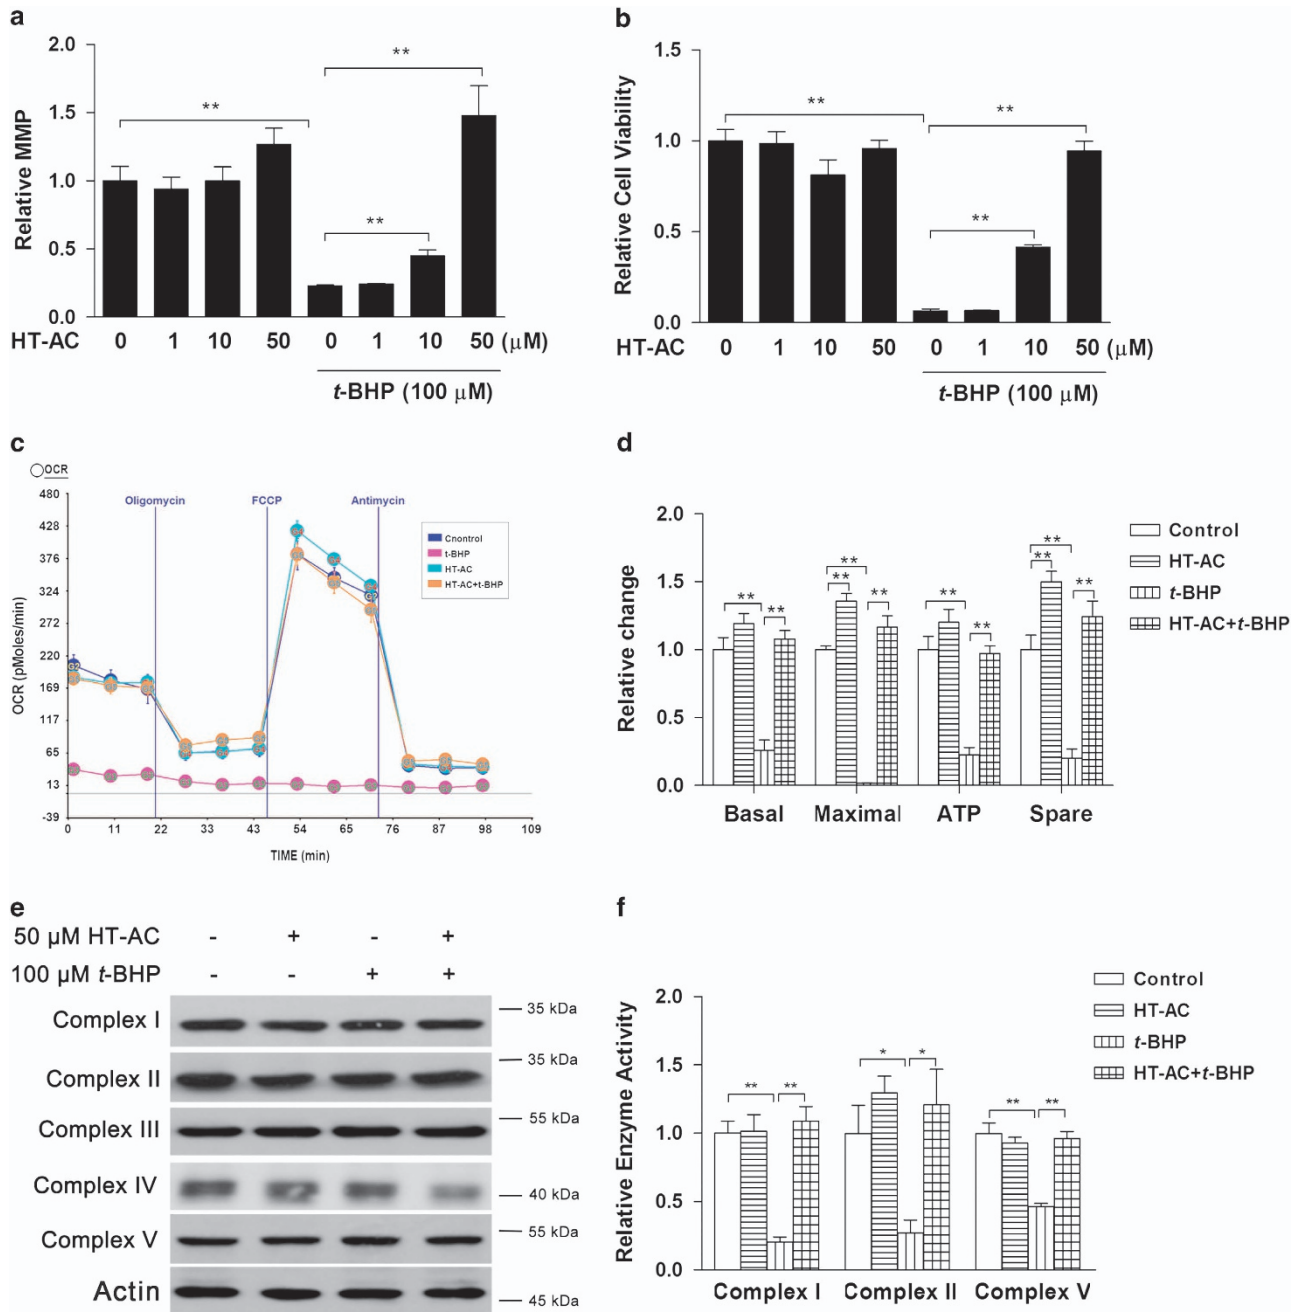 a
2.0
1.5
1.0
0.5
0.0
Relative MMP
**
**
**
HT-AC 0 1 10 50 0 1 10 50 (μM)
t-BHP (100 μM)
b
1.5
1.0
0.5
0.0
Relative Cell Viability
**
**
**
HT-AC 0 1 10 50 0 1 10 50 (μM)
t-BHP (100 μM)
c
OCR
480
428
376
324
272
220
169
117
65
13
-39
OCR (pMoles/min)
Oligomycin
FCCP
Antimycin
Cnontrol
t-BHP
HT-AC
HT-AC+t-BHP
G2
G2
0 11 22 33 43 54 65 76 87 98 109
TIME (min)
d
2.0
1.5
1.0
0.5
0.0
Relative change
** **
** ** **
** **
** ** **
Basal Maximal ATP Spare
Control
HT-AC
t-BHP
HT-AC+t-BHP
e
50 μM HT-AC - + - +
100 μM t-BHP - - + +
Complex I
35 kDa
Complex II
35 kDa
Complex III
55 kDa
Complex IV
40 kDa
Complex V
55 kDa
Actin
45 kDa
f
2.0
1.5
1.0
0.5
0.0
Relative Enzyme Activity
** **
* *
** **
Complex I Complex II Complex V
Control
HT-AC
t-BHP
HT-AC+t-BHP